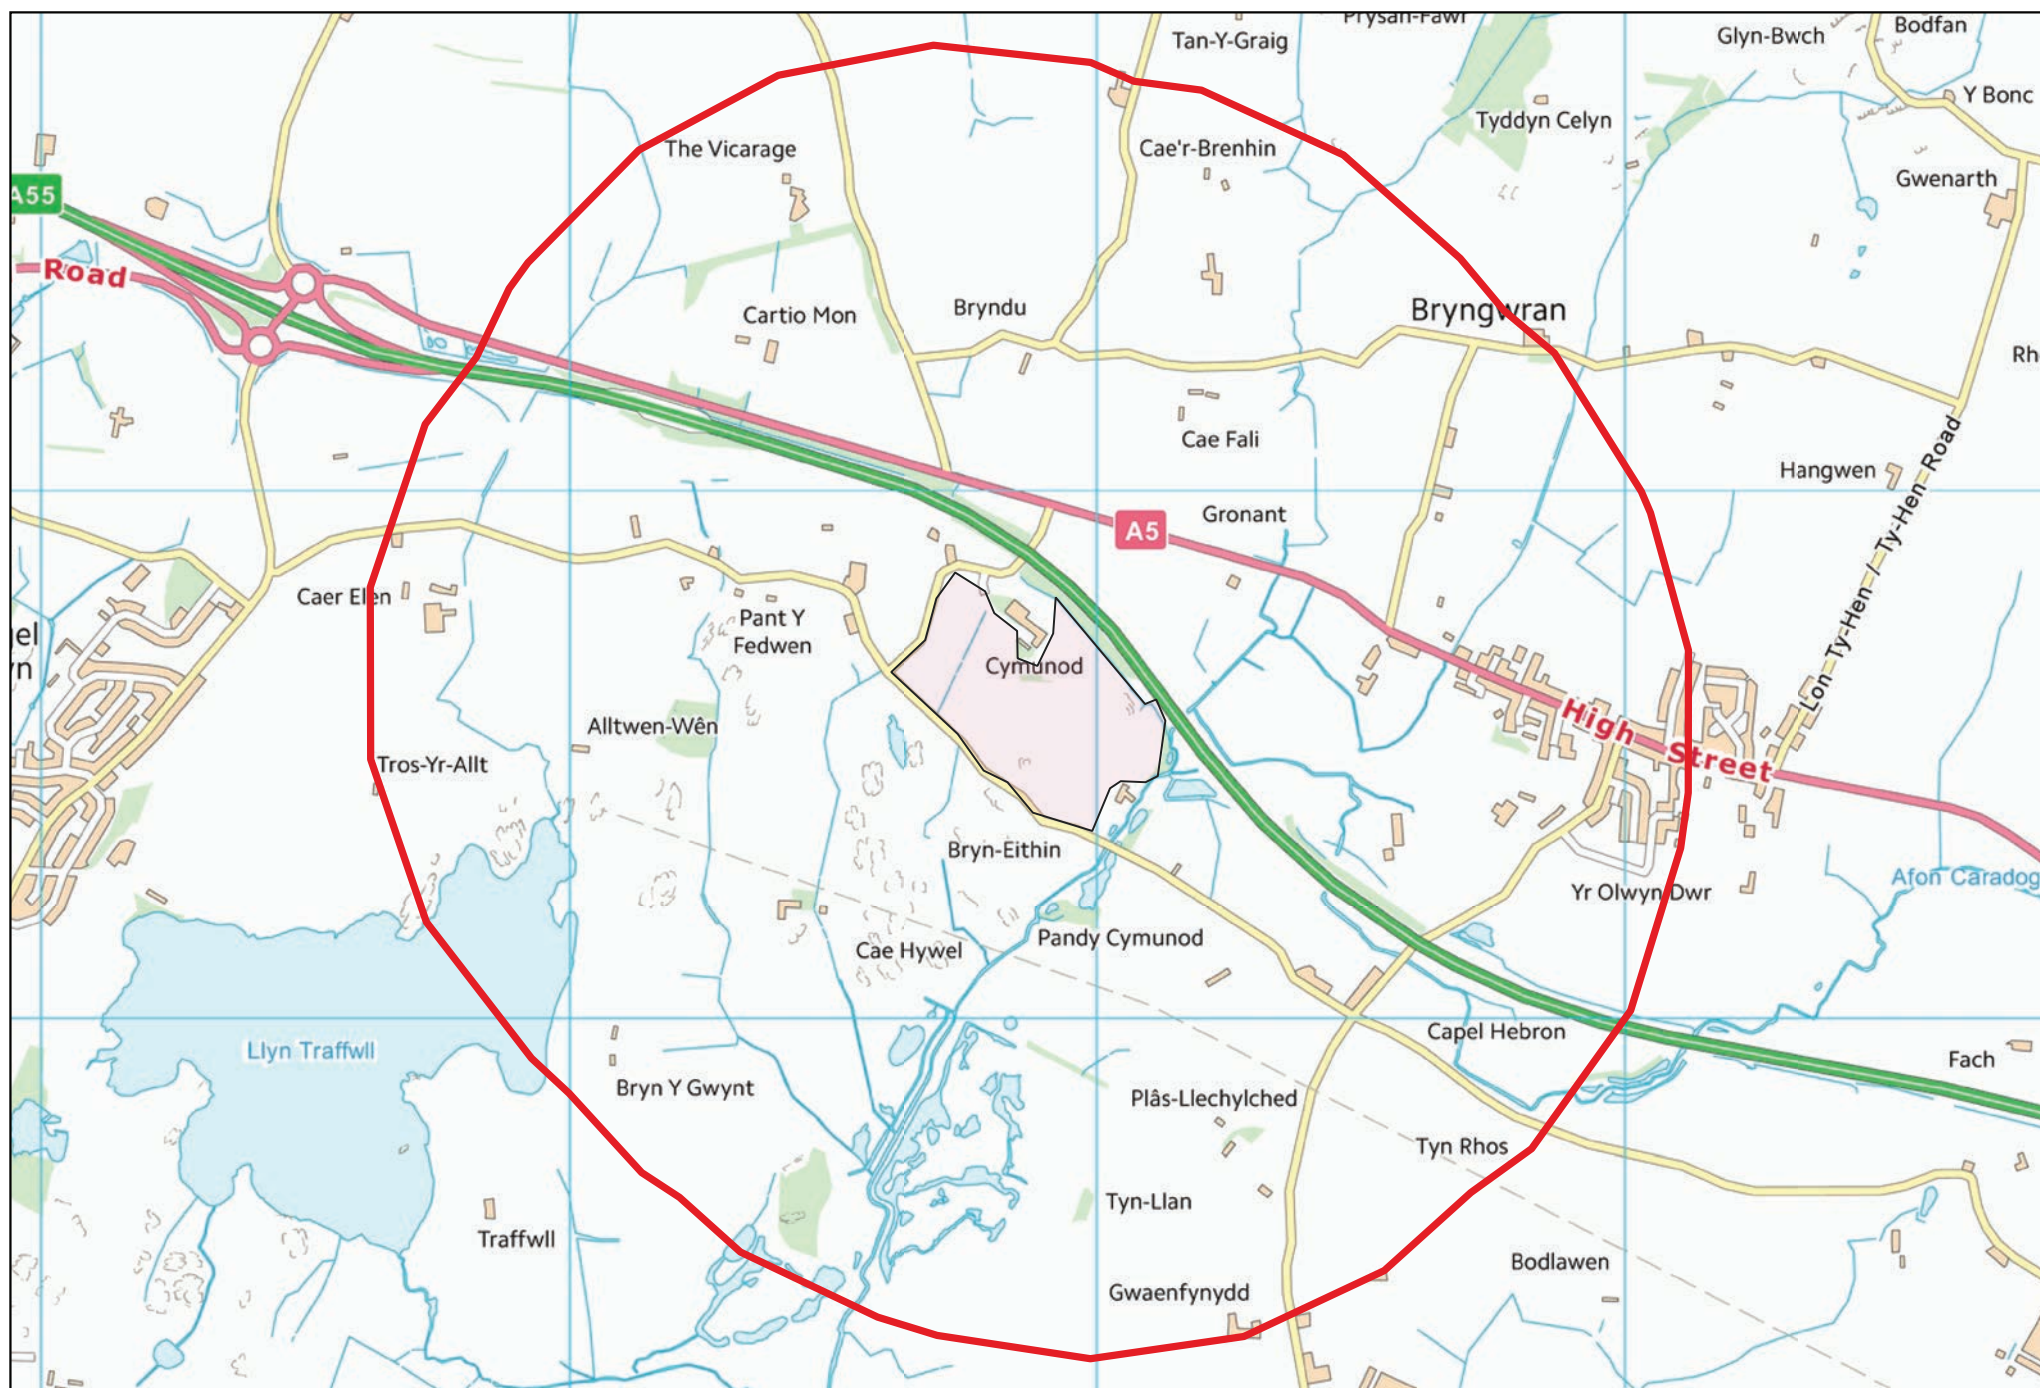 Prysan-Fawr
Bodfan
Tan-Y-Graig
Glyn-Bwch
Y Bonc
Tyddyn Celyn
The Vicarage
Cae'r-Brenhin
Gwenarth
A55
Road
Cartio Mon
Bryndu
Bryngwran
Rh
Cae Fali
Hangwen
Gronant
A5
Lon-Ty-Hen / Ty-Hen Road
Caer Elen
Pant Y
Fedwen
gel
yn
Cymunod
Alltwen-Wên
High Street
Tros-Yr-Allt
Bryn-Eithin
Afon Caradog
Yr Olwyn Dwr
Cae Hywel
Pandy Cymunod
Capel Hebron
Llyn Traffwll
Fach
Bryn Y Gwynt
Plâs-Llechylched
Tyn Rhos
Tyn-Llan
Traffwll
Bodlawen
Gwaenfynydd